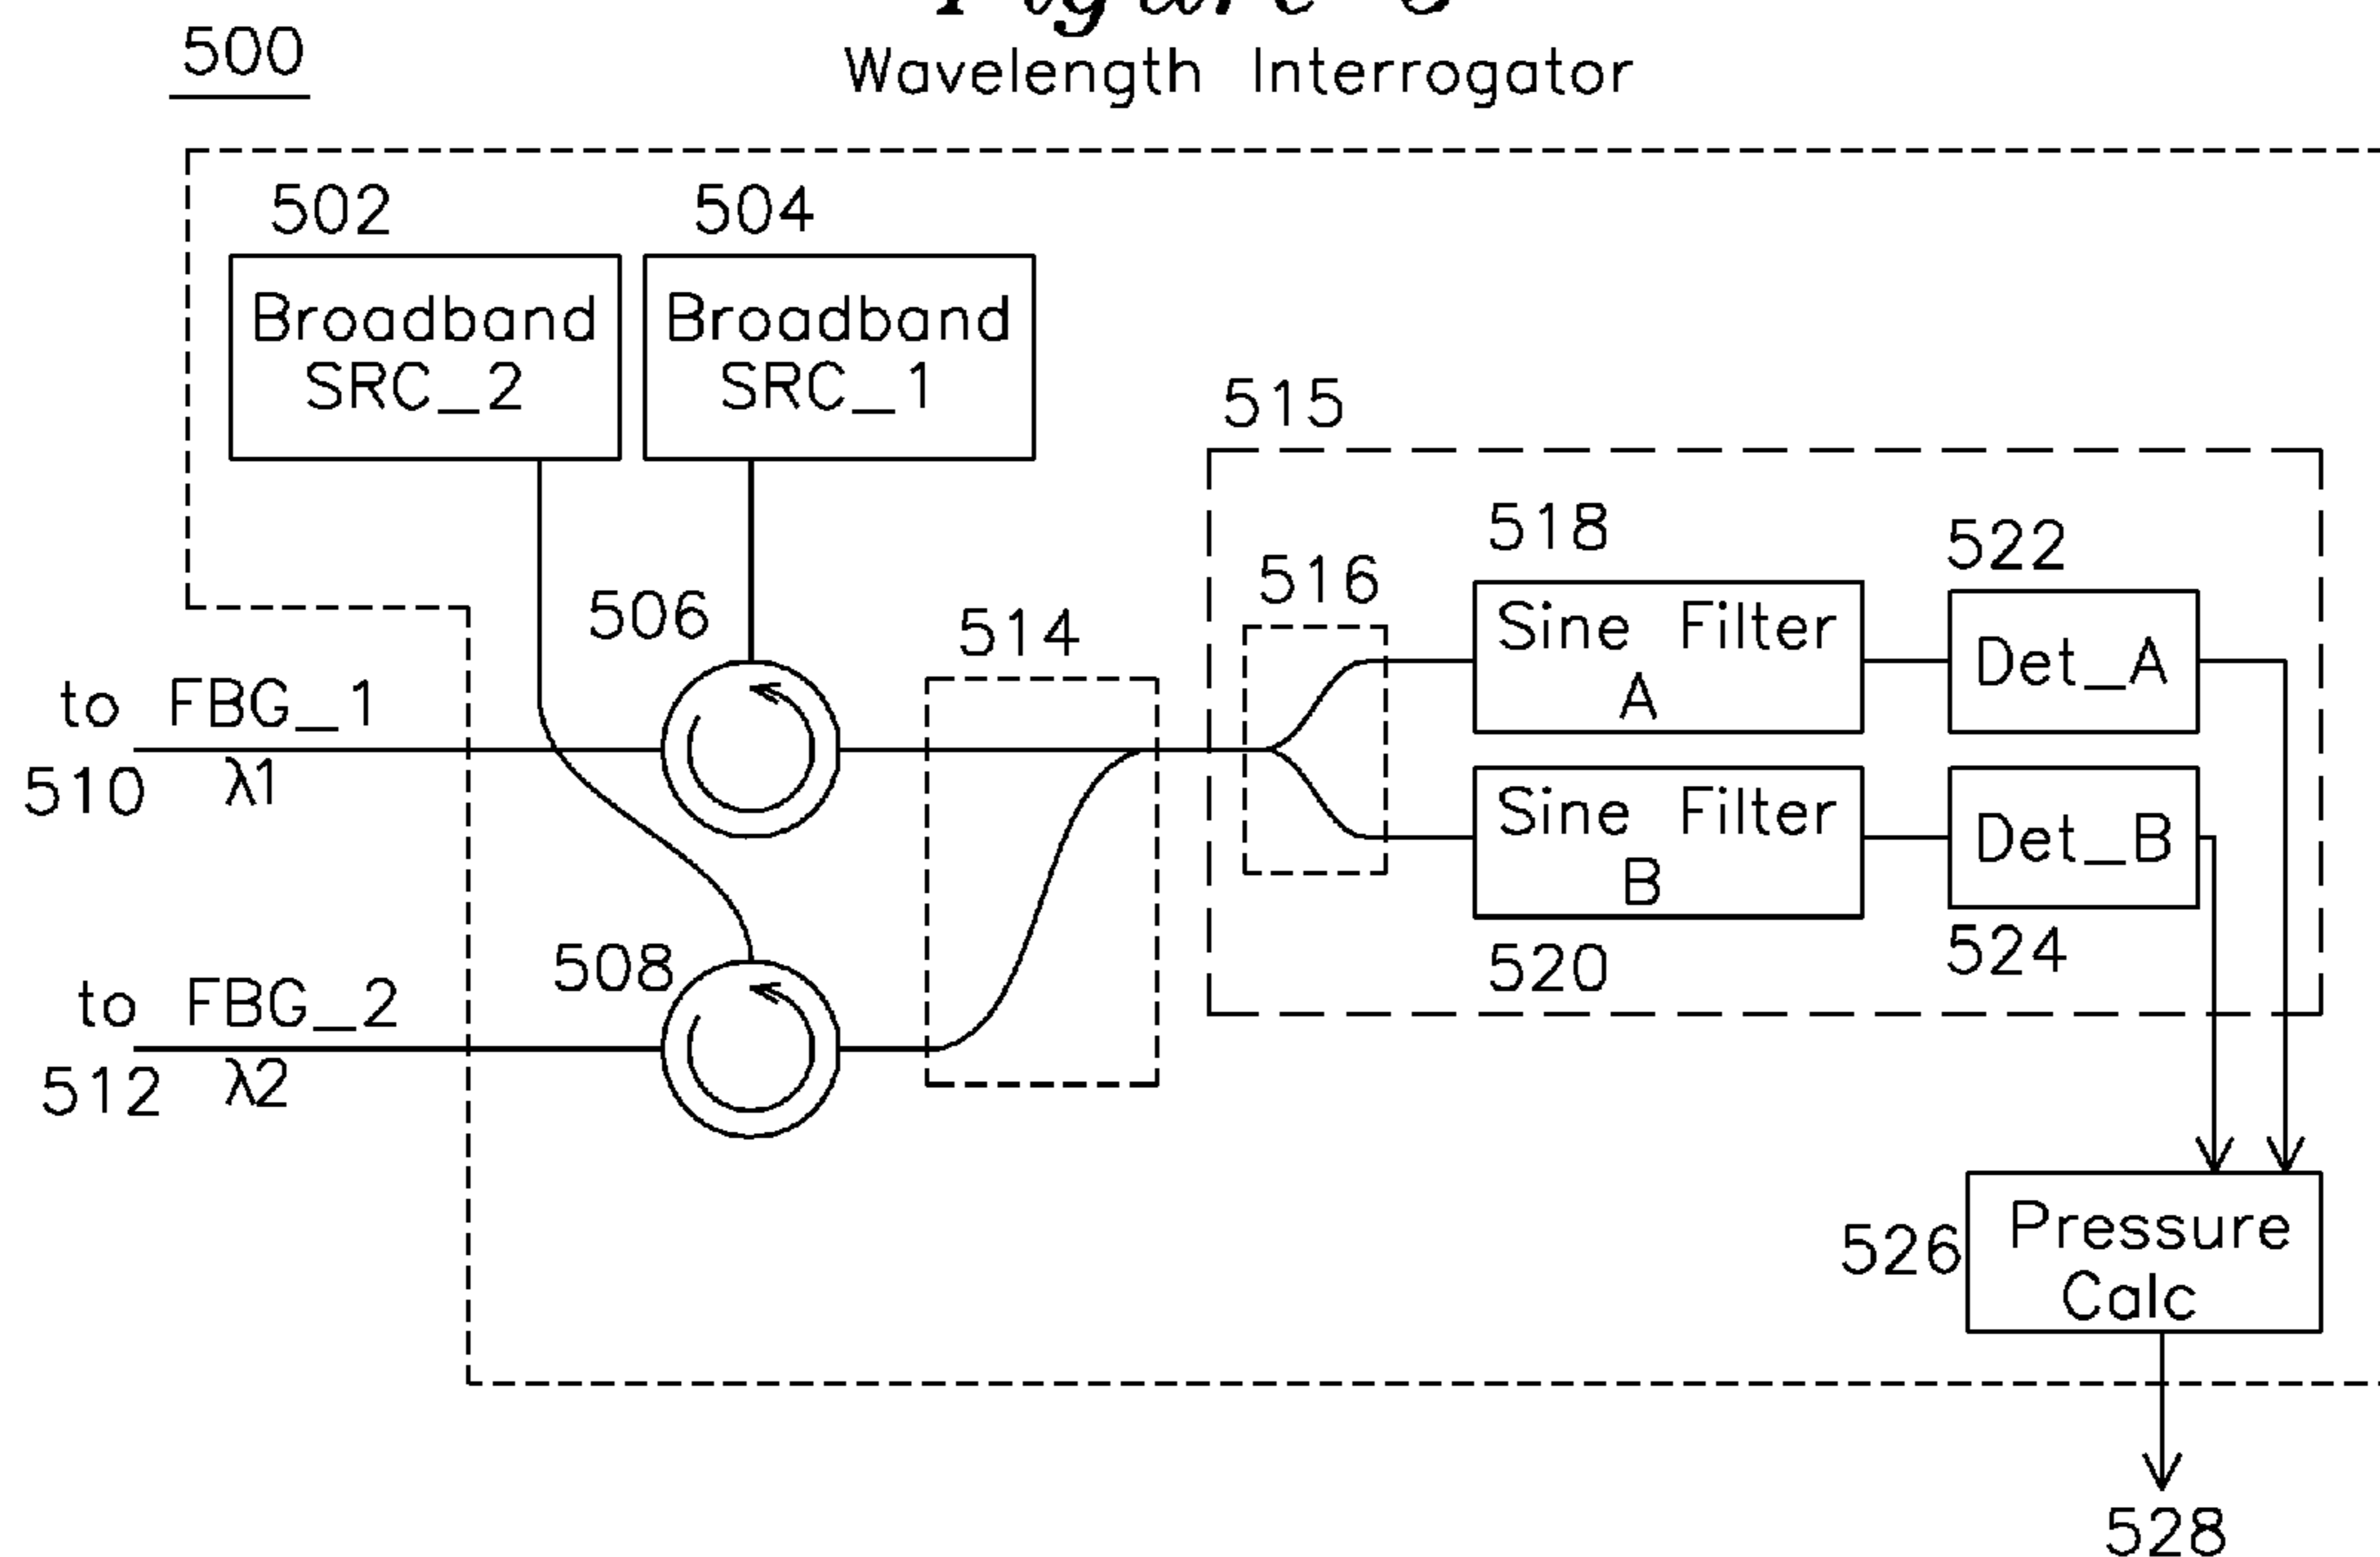 500
Wavelength Interrogator
502
504
Broadband
SRC_2
Broadband
SRC_1
515
518
522
516
506
514
Sine Filter
A
Det_A
to FBG_1
510
λ1
Sine Filter
B
Det_B
508
520
524
to FBG_2
512
λ2
526
Pressure
Calc
528